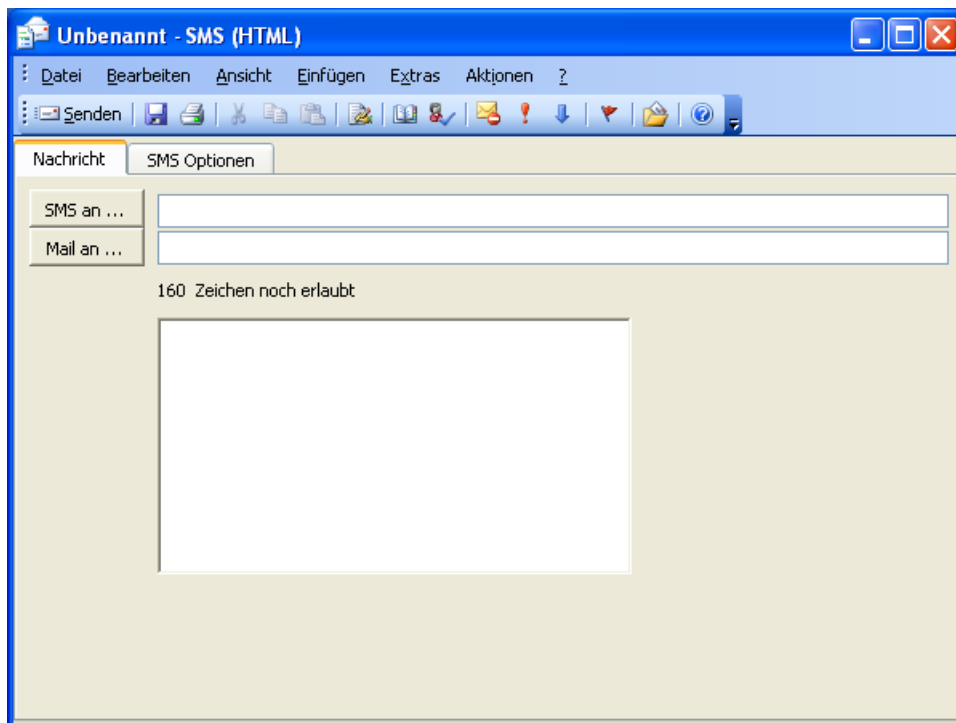 Unbenannt - SMS (HTML)
Datei Bearbeiten Ansicht Einfügen Extras Aktionen ?
Senden
Nachricht SMS Optionen
SMS an ...
Mail an ...
160 Zeichen noch erlaubt